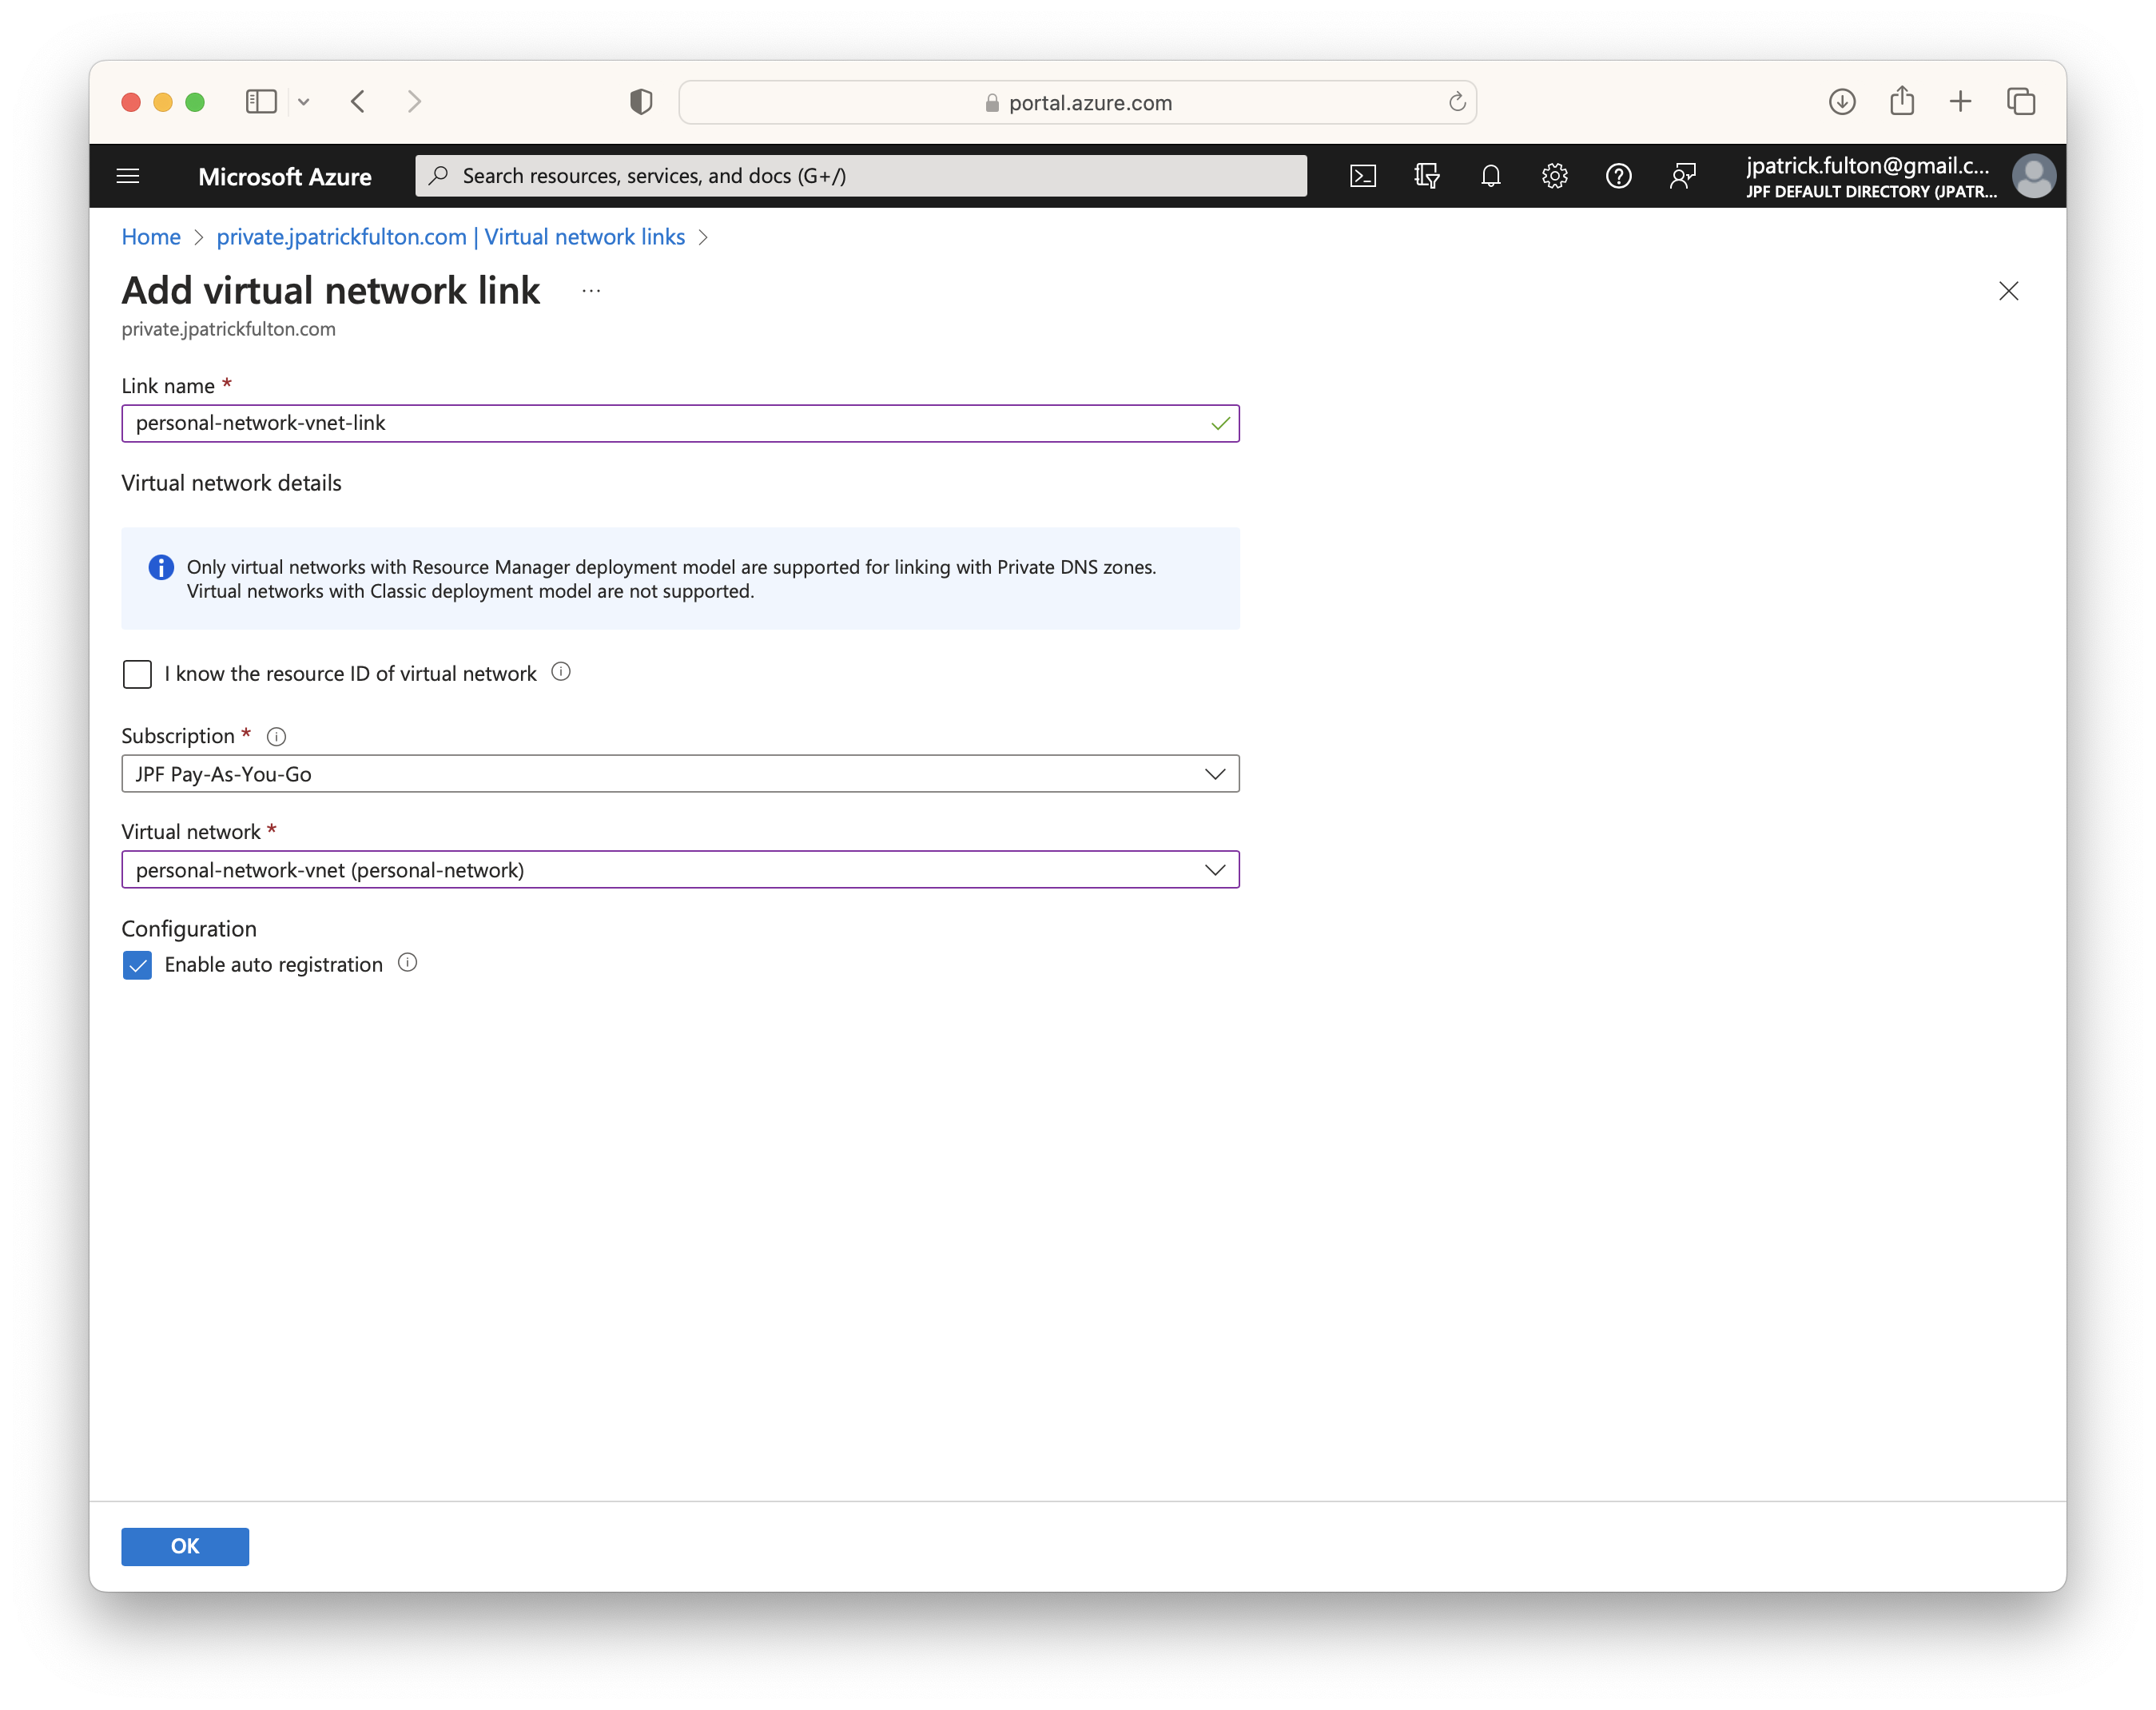 portal.azure.com
Microsoft Azure
Search resources, services, and docs (G+/)
jpatrick.fulton@gmail.c...
JPF DEFAULT DIRECTORY (JPATR...
Home > private.jpatrickfulton.com | Virtual network links >
Add virtual network link ...
private.jpatrickfulton.com
Link name *
personal-network-vnet-link
Virtual network details
Only virtual networks with Resource Manager deployment model are supported for linking with Private DNS zones.
Virtual networks with Classic deployment model are not supported.
I know the resource ID of virtual network
Subscription *
JPF Pay-As-You-Go
Virtual network *
personal-network-vnet (personal-network)
Configuration
Enable auto registration
OK